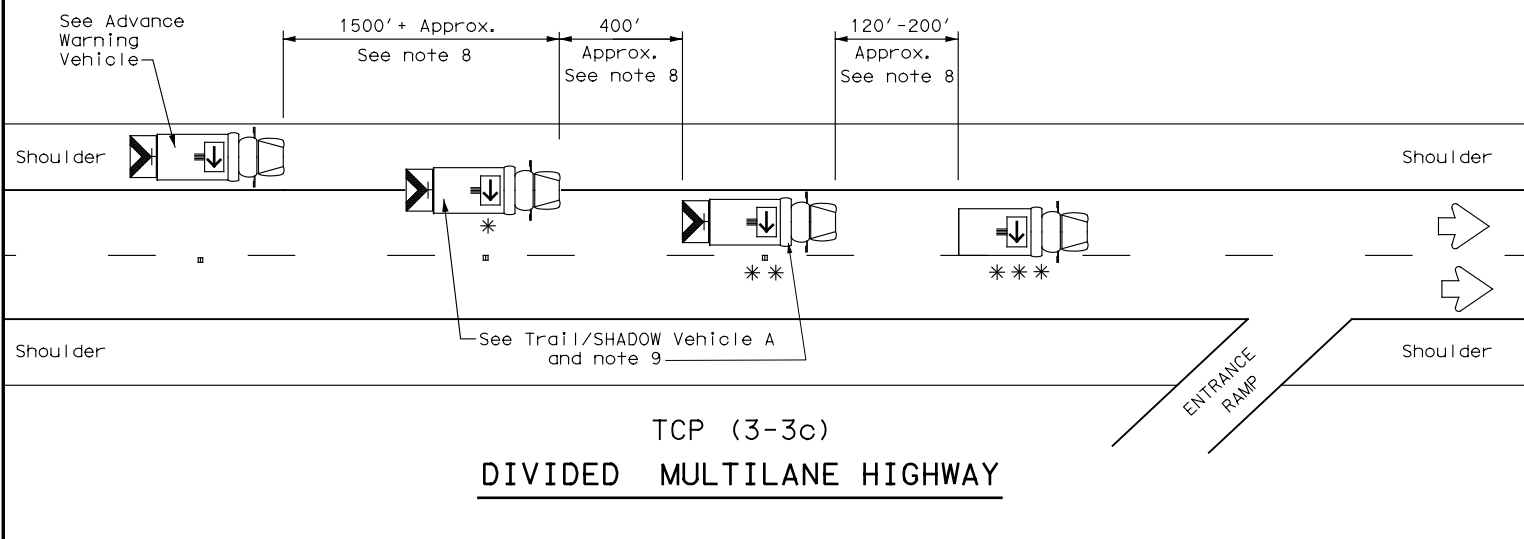 See Advance
Warning
Vehicle
1500'+ Approx.
See note 8
400'
Approx.
See note 8
120'-200'
Approx.
See note 8
Shoulder
Shoulder
*
**
***
See Trail/SHADOW Vehicle A
and note 9
Shoulder
Shoulder
ENTRANCE
RAMP
TCP (3-3c)
DIVIDED MULTILANE HIGHWAY